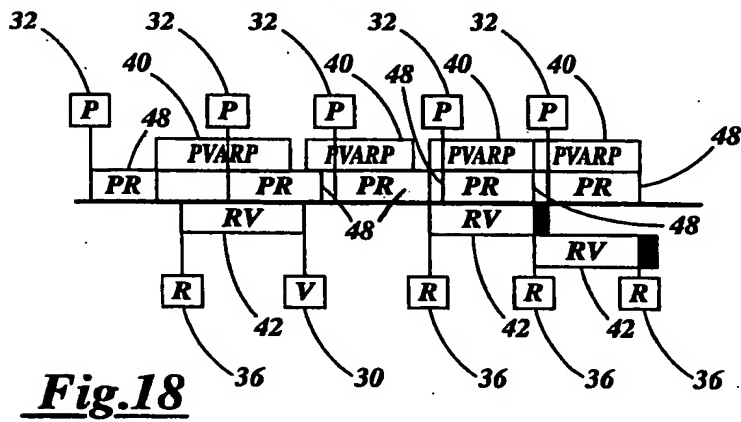 32 32 32 32 32
40 40 48 40 40
P P P P P
48
PVARP PVARP PVARP PVARP
48
PR PR PR PR PR
48 48
RV RV
RV
R V R R R
42 42 42
36 30 36 36 36
Fig.18